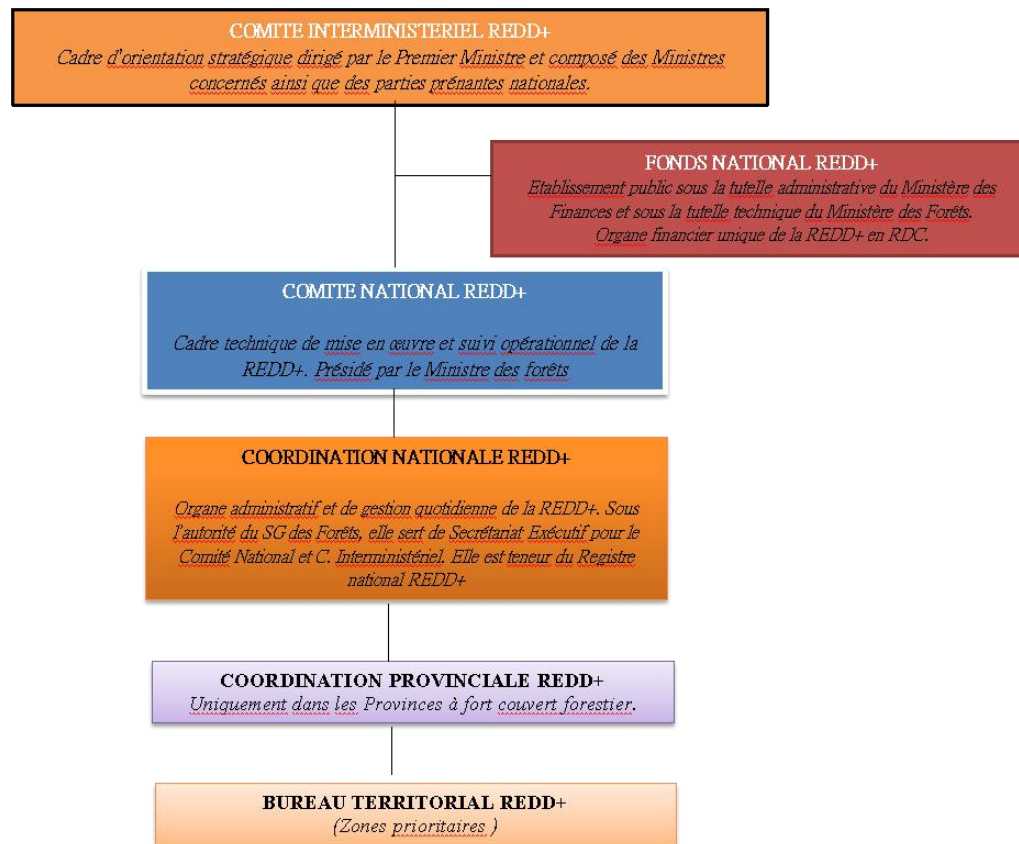 COMITE INTERMINISTERIEL REDD+
Cadre d'orientation stratégique dirigé par le Premier Ministre et composé des Ministres
concernés ainsi que des parties prénantes nationales.
FONDS NATIONAL REDD+
Etablissement public sous la tutelle administrative du Ministère des
Finances et sous la tutelle technique du Ministère des Forêts.
Organe financier unique de la REDD+ en RDC.
COMITE NATIONAL REDD+
Cadre technique de mise en œuvre et suivi opérationnel de la
REDD+. Présidé par le Ministre des forêts
COORDINATION NATIONALE REDD+
Organe administratif et de gestion quotidienne de la REDD+. Sous
l'autorité du SG des Forêts, elle sert de Secrétariat Exécutif pour le
Comité National et C. Interministériel. Elle est teneur du Registre
national REDD+
COORDINATION PROVINCIALE REDD+
Uniquement dans les Provinces à fort couvert forestier.
BUREAU TERRITORIAL REDD+
(Zones prioritaires )